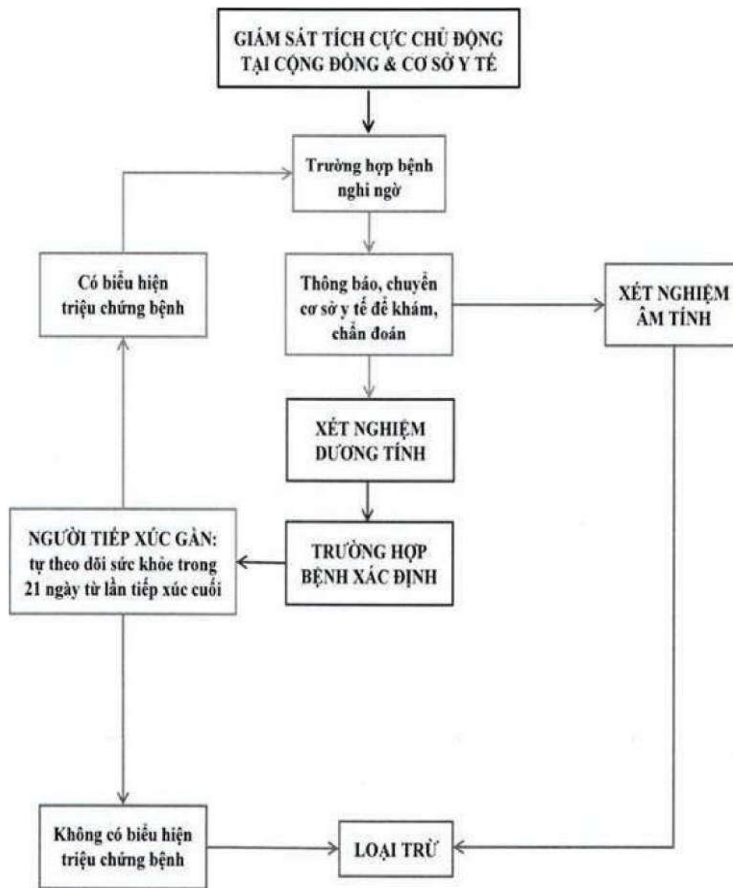 GIÁM SÁT TÍCH CỰC CHỦ ĐỘNG
TẠI CỘNG ĐỒNG & CƠ SỞ Y TẾ
Trường hợp bệnh
nghi ngờ
Có biểu hiện
triệu chứng bệnh
Thông báo, chuyển
cơ sở y tế để khám,
chẩn đoán
XÉT NGHIỆM
ÂM TÍNH
XÉT NGHIỆM
DƯƠNG TÍNH
NGƯỜI TIẾP XÚC GẦN:
tự theo dõi sức khỏe trong
21 ngày từ lần tiếp xúc cuối
TRƯỜNG HỢP
BỆNH XÁC ĐỊNH
Không có biểu hiện
triệu chứng bệnh
LOẠI TRỪ